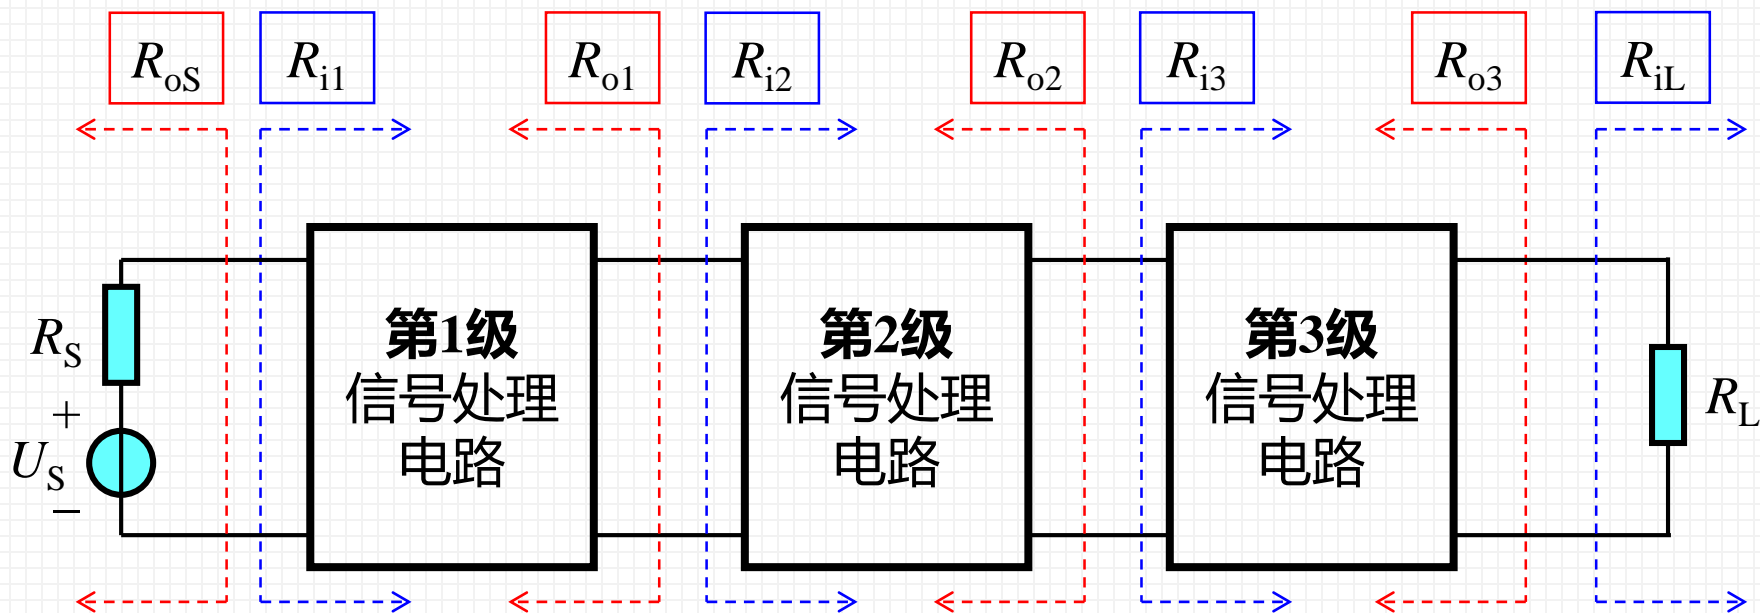 RoS
Ri1
Ro1
Ri2
Ro2
Ri3
Ro3
RiL
RS
+
US
−
第1级
信号处理
电路
第2级
信号处理
电路
第3级
信号处理
电路
RL